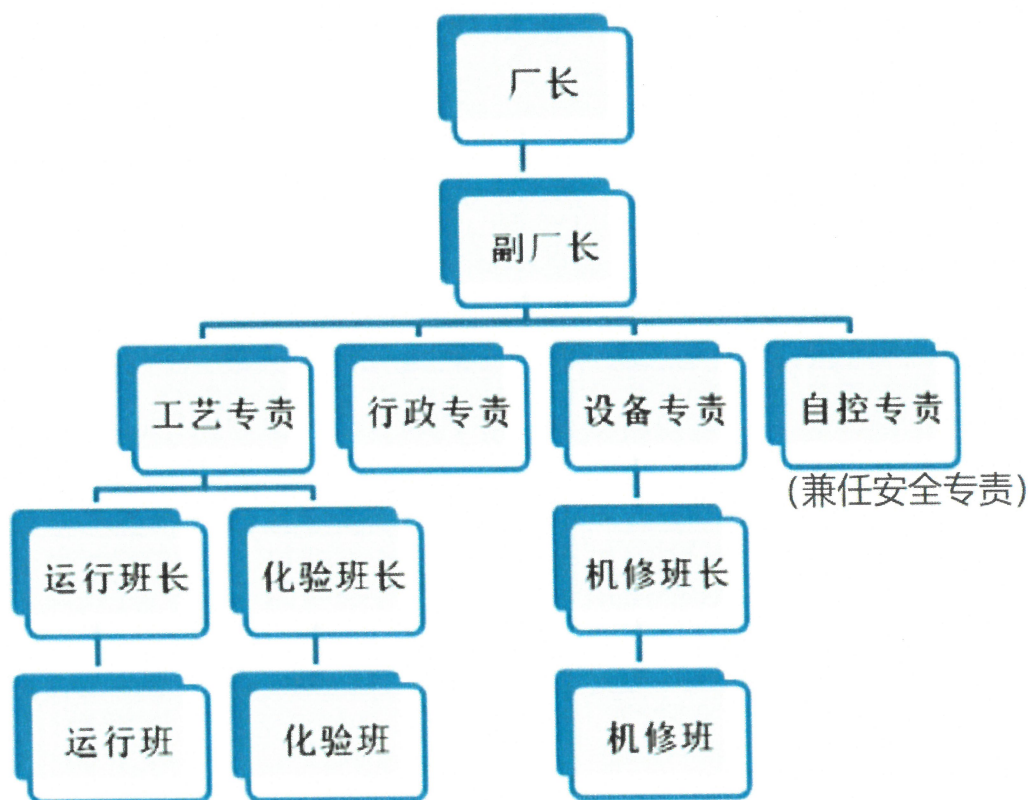 厂长
副厂长
工艺专责
行政专责
设备专责
自控专责
(兼任安全专责)
运行班长
化验班长
机修班长
运行班
化验班
机修班